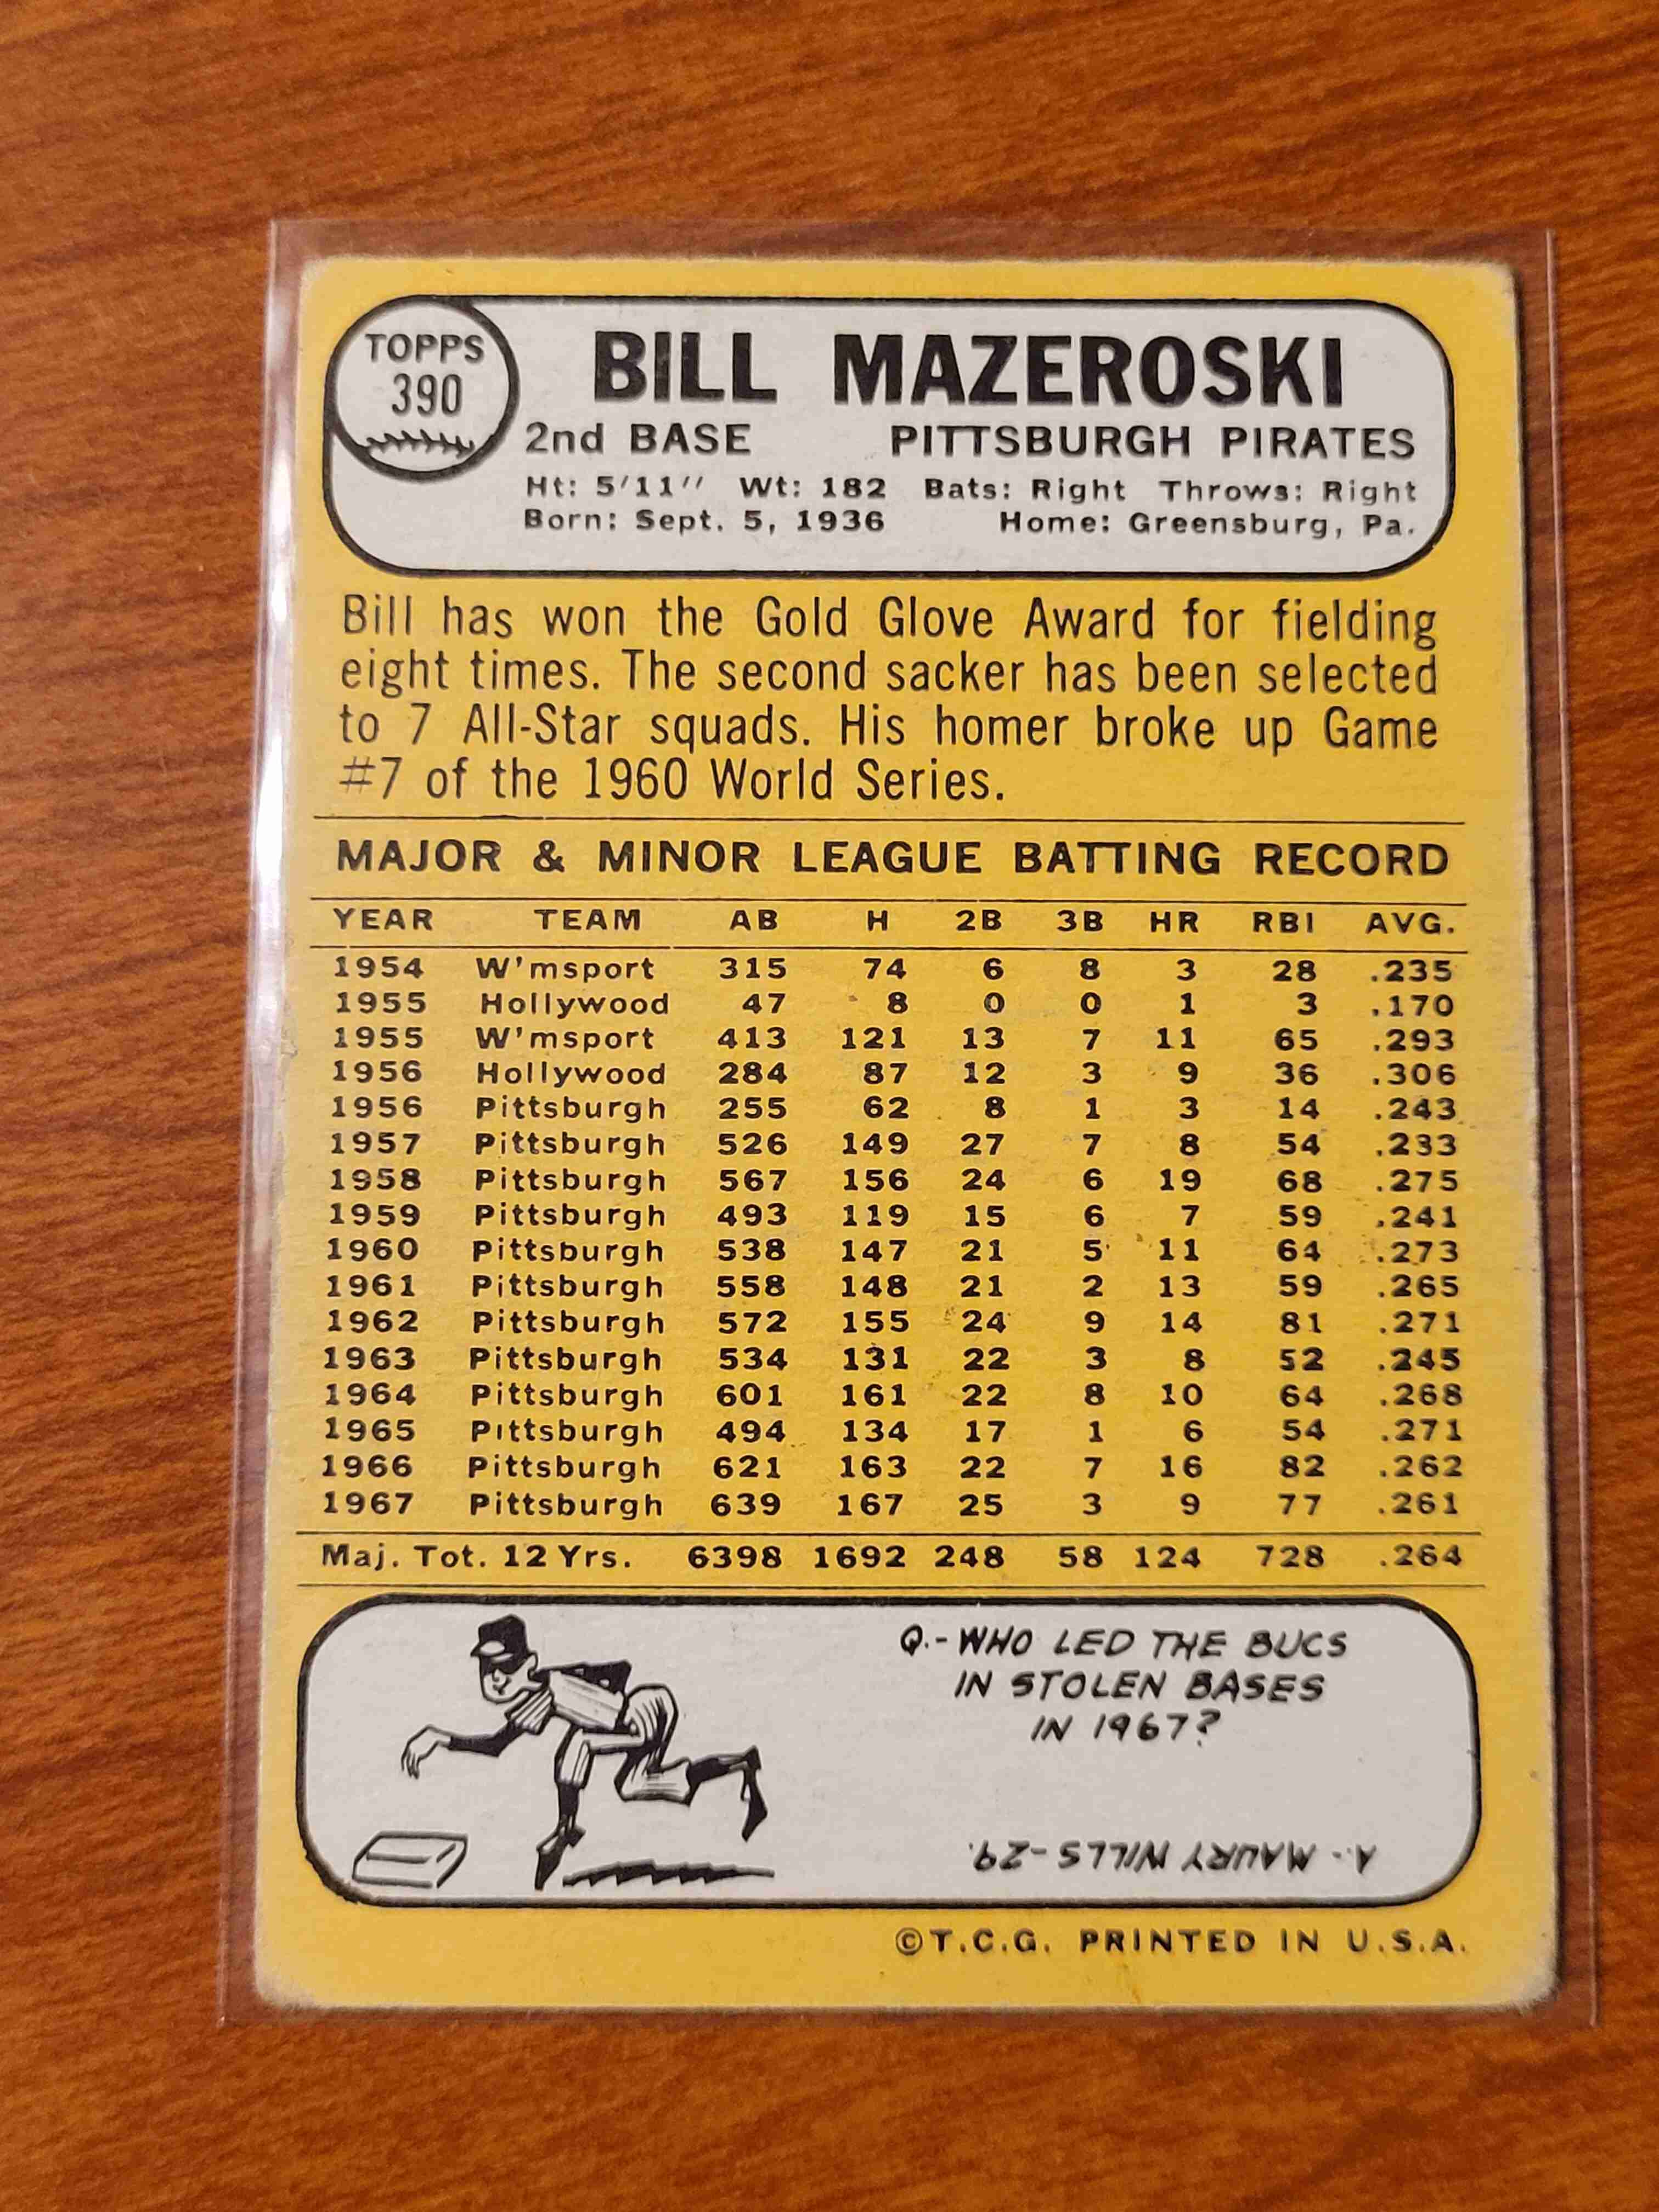 TOPPS
390
BILL MAZEROSKI
2nd BASE PITTSBURGH PIRATES
Ht: 5'11" Wt: 182 Bats: Right Throws: Right
Born: Sept. 5, 1936 Home: Greensburg, Pa.
Bill has won the Gold Glove Award for fielding
eight times. The second sacker has been selected
to 7 All-Star squads. His homer broke up Game
#7 of the 1960 World Series.
MAJOR & MINOR LEAGUE BATTING RECORD
YEAR TEAM AB H 2B 3B HR RBI AVG.
1954 W'msport 315 74 6 8 3 28 .235
1955 Hollywood 47 8 0 0 1 3 .170
1955 W'msport 413 121 13 7 11 65 .293
1956 Hollywood 284 87 12 3 9 36 .306
1956 Pittsburgh 255 62 8 1 3 14 .243
1957 Pittsburgh 526 149 27 7 8 54 .283
1958 Pittsburgh 567 156 24 6 19 68 .275
1959 Pittsburgh 493 119 15 6 7 59 .241
1960 Pittsburgh 538 147 21 5 11 64 .273
1961 Pittsburgh 558 148 21 2 13 59 .265
1962 Pittsburgh 572 155 24 9 14 81 .271
1963 Pittsburgh 534 131 22 3 8 52 .245
1964 Pittsburgh 601 161 22 8 10 64 .268
1965 Pittsburgh 494 134 17 1 6 54 .271
1966 Pittsburgh 621 163 22 7 16 82 .262
1967 Pittsburgh 639 167 25 3 9 77 .261
Maj. Tot. 12 Yrs. 6398 1692 248 58 124 728 .264
Q.-WHO LED THE BUCS
IN STOLEN BASES
IN 1967?
A.- MAURY WILLS -29.
©T.C.G. PRINTED IN U.S.A.